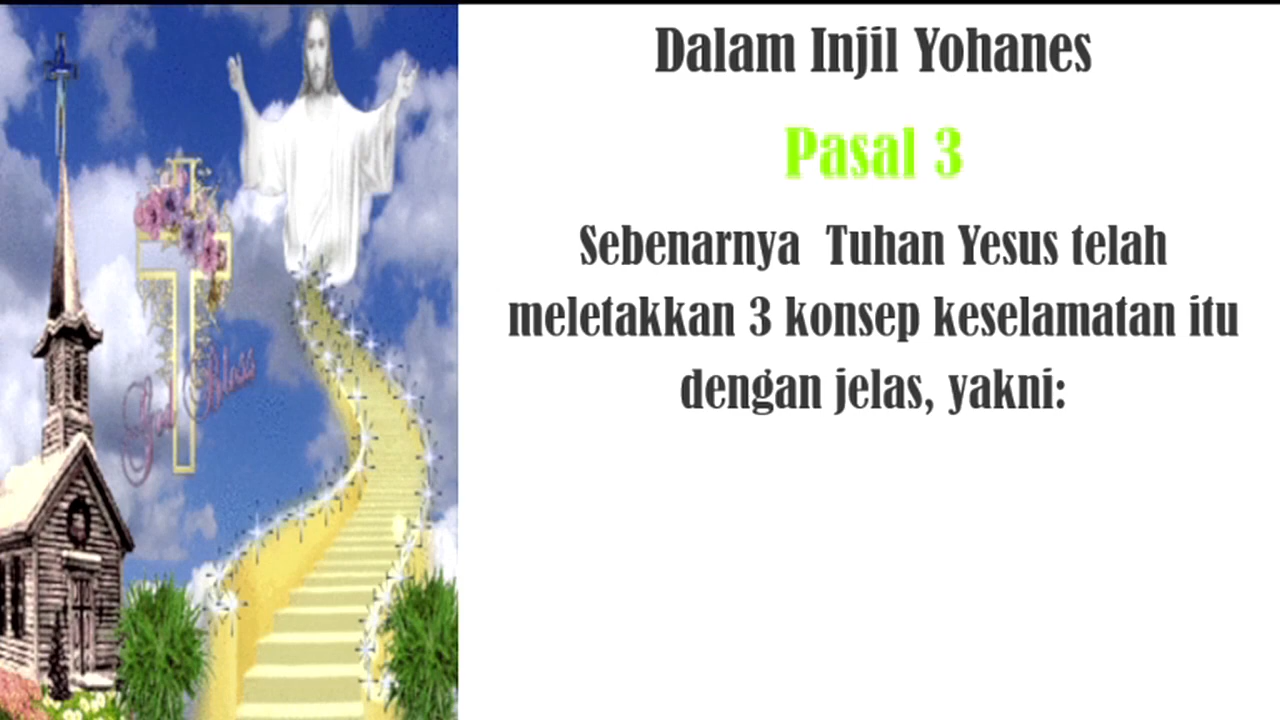 Dalam Injil Yohanes
Pasal 3
Sebenarnya Tuhan Yesus telah
meletakkan 3 konsep keselamatan itu
dengan jelas, yakni:
God Bless